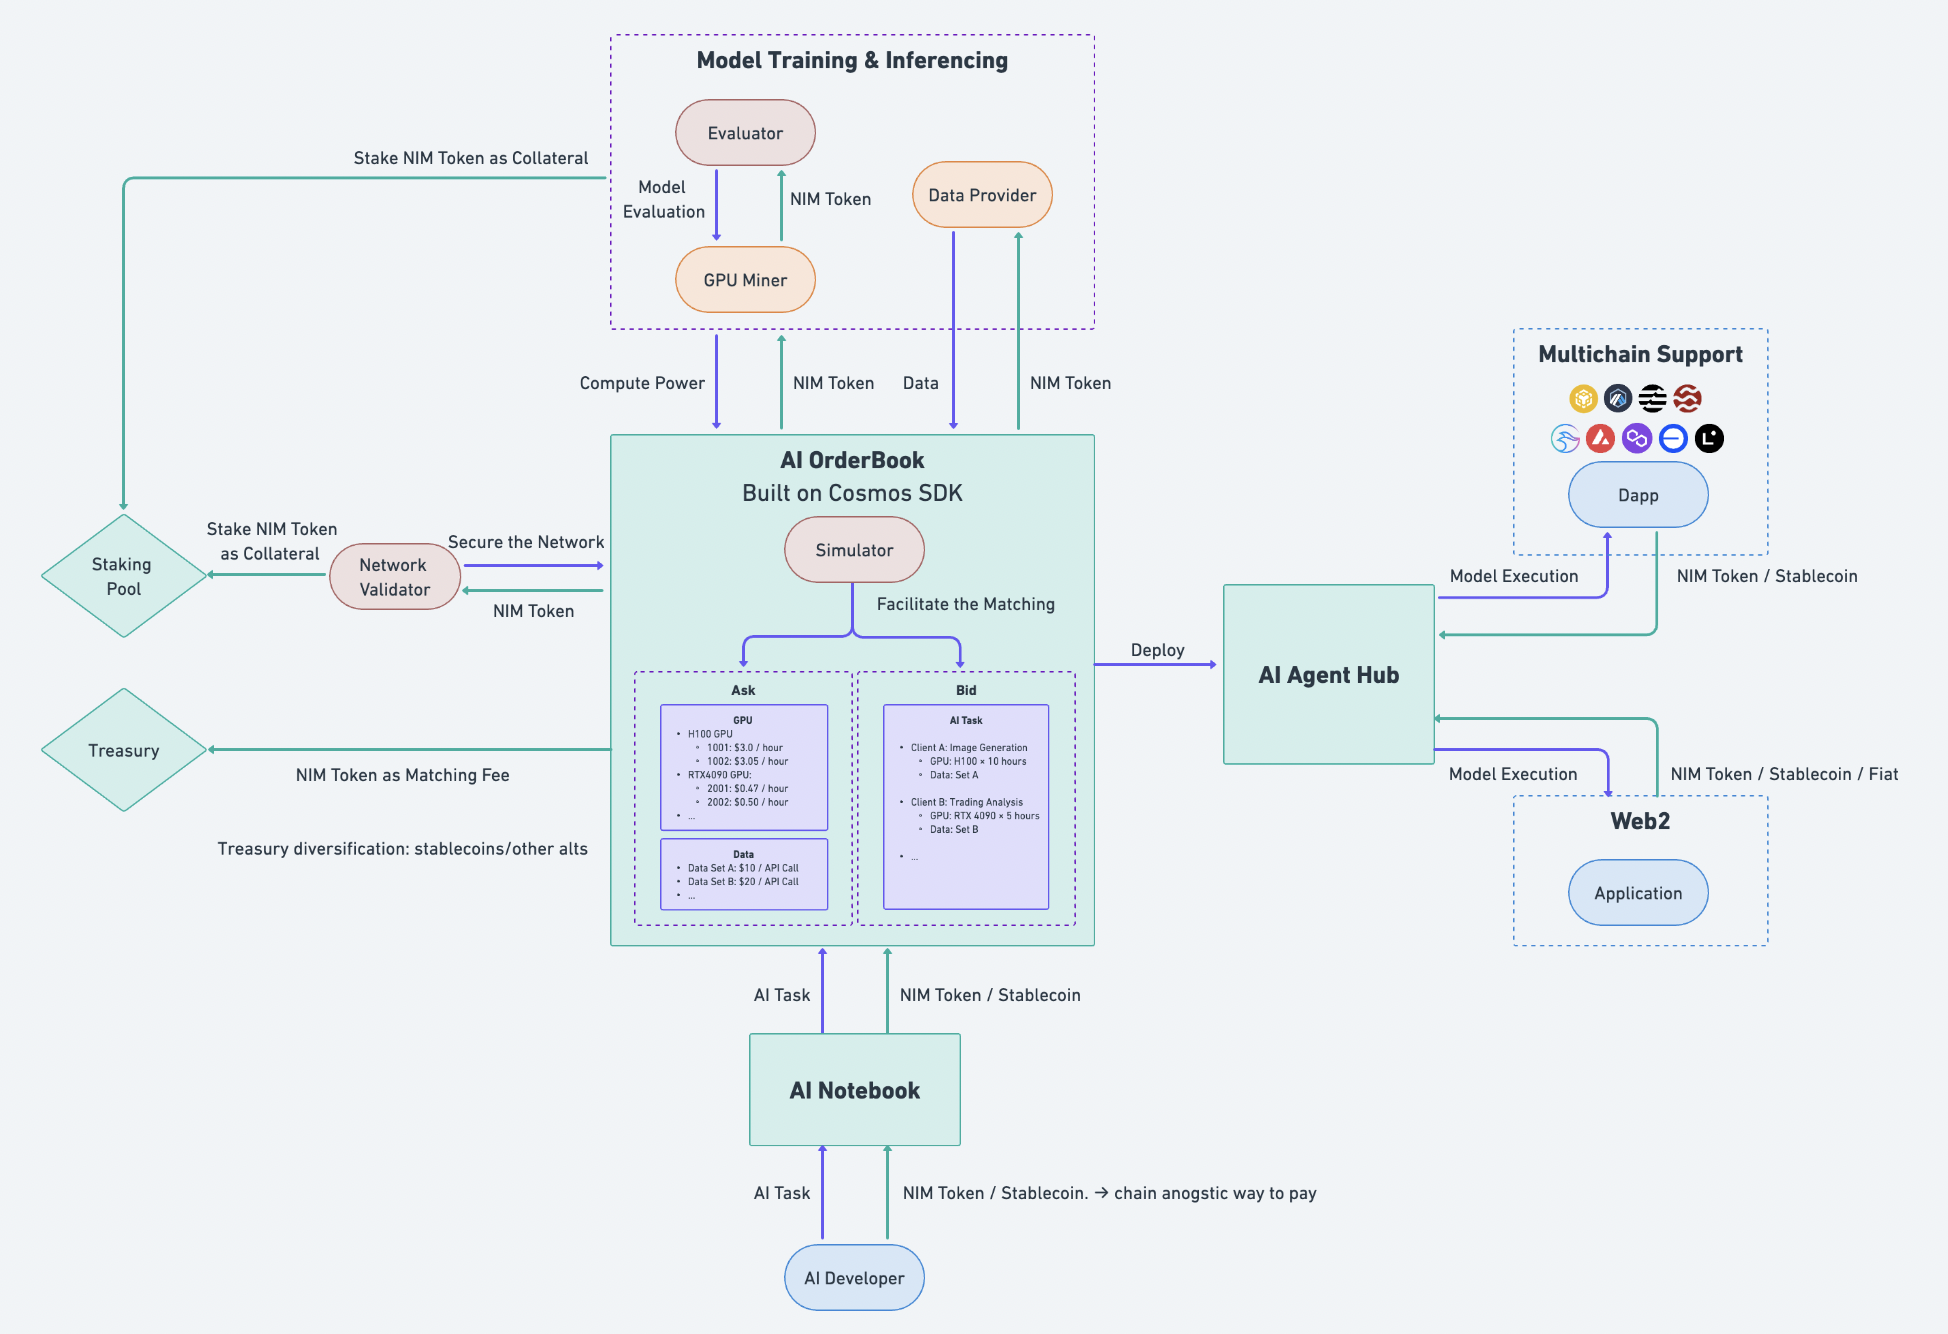 Model Training & Inferencing
Evaluator
Stake NIM Token as Collateral
Model
Evaluation
NIM Token
Data Provider
GPU Miner
Compute Power
NIM Token
Data
NIM Token
Multichain Support
Dapp
AI OrderBook
Built on Cosmos SDK
Simulator
Facilitate the Matching
Staking
Pool
Stake NIM Token
as Collateral
Network
Validator
Secure the Network
NIM Token
Model Execution
NIM Token / Stablecoin
Deploy
AI Agent Hub
Ask
GPU
• H100 GPU
◦ 1001: $3.0 / hour
◦ 1002: $3.05 / hour
• RTX4090 GPU:
◦ 2001: $0.47 / hour
◦ 2002: $0.50 / hour
• ...
Data
• Data Set A: $10 / API Call
• Data Set B: $20 / API Call
• ...
Bid
AI Task
• Client A: Image Generation
◦ GPU: H100 × 10 hours
◦ Data: Set A
• Client B: Trading Analysis
◦ GPU: RTX 4090 × 5 hours
◦ Data: Set B
• ...
Treasury
NIM Token as Matching Fee
Treasury diversification: stablecoins/other alts
Model Execution
NIM Token / Stablecoin / Fiat
Web2
Application
AI Task
NIM Token / Stablecoin
AI Notebook
AI Task
NIM Token / Stablecoin. → chain anogstic way to pay
AI Developer